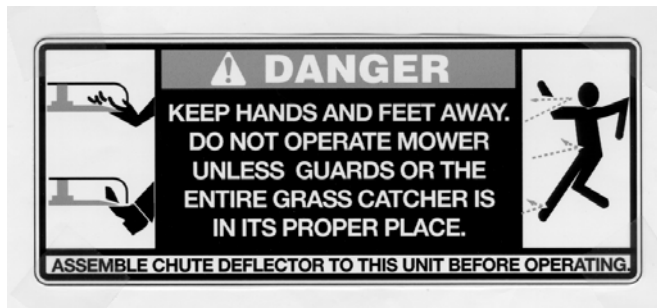 DANGER
KEEP HANDS AND FEET AWAY.
DO NOT OPERATE MOWER
UNLESS GUARDS OR THE
ENTIRE GRASS CATCHER IS
IN ITS PROPER PLACE.
ASSEMBLE CHUTE DEFLECTOR TO THIS UNIT BEFORE OPERATING.